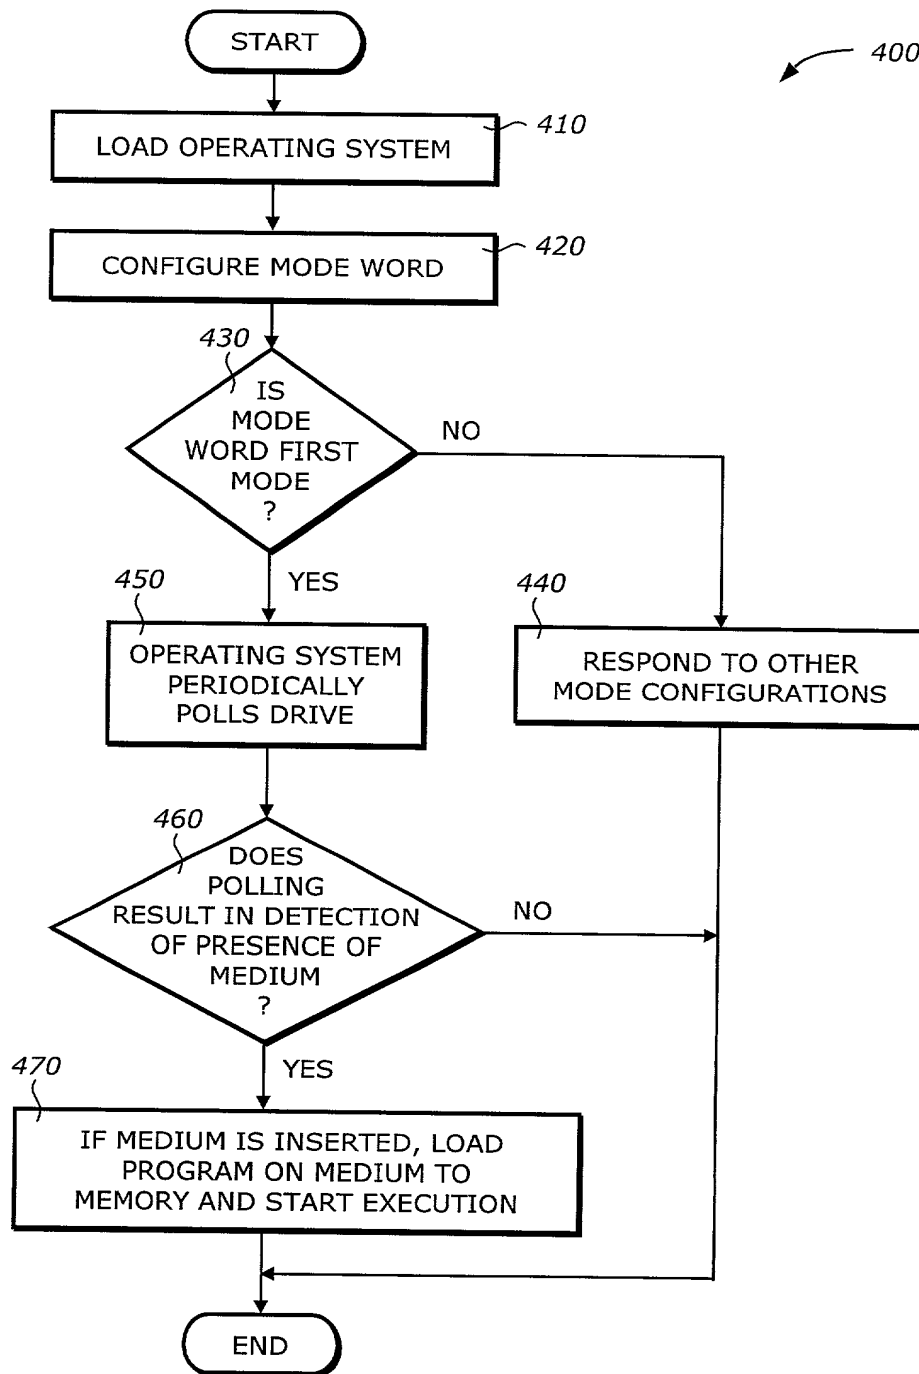 START
400
410
LOAD OPERATING SYSTEM
420
CONFIGURE MODE WORD
430
IS
MODE
WORD FIRST
MODE
?
NO
YES
450
OPERATING SYSTEM
PERIODICALLY
POLLS DRIVE
440
RESPOND TO OTHER
MODE CONFIGURATIONS
460
DOES
POLLING
RESULT IN DETECTION
OF PRESENCE OF
MEDIUM
?
NO
YES
470
IF MEDIUM IS INSERTED, LOAD
PROGRAM ON MEDIUM TO
MEMORY AND START EXECUTION
END